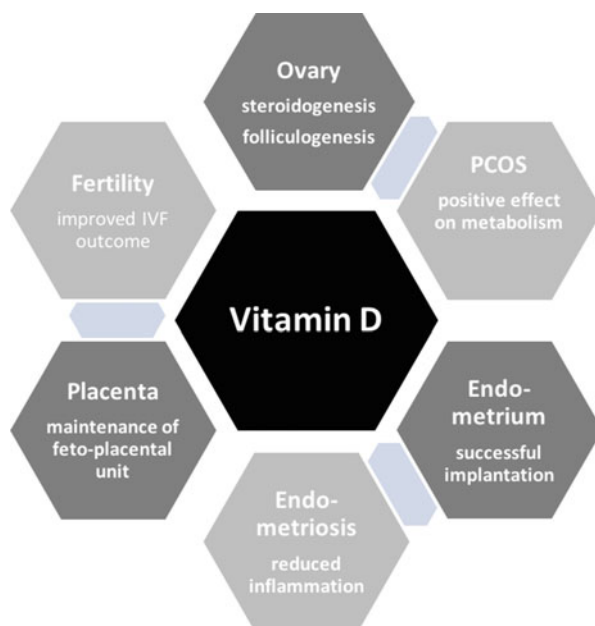 Ovary
steroidogenesis
folliculogenesis
PCOS
positive effect
on metabolism
Fertility
improved IVF
outcome
Vitamin D
Placenta
maintenance of
feto-placental
unit
Endo-
metrium
successful
implantation
Endo-
metriosis
reduced
inflammation